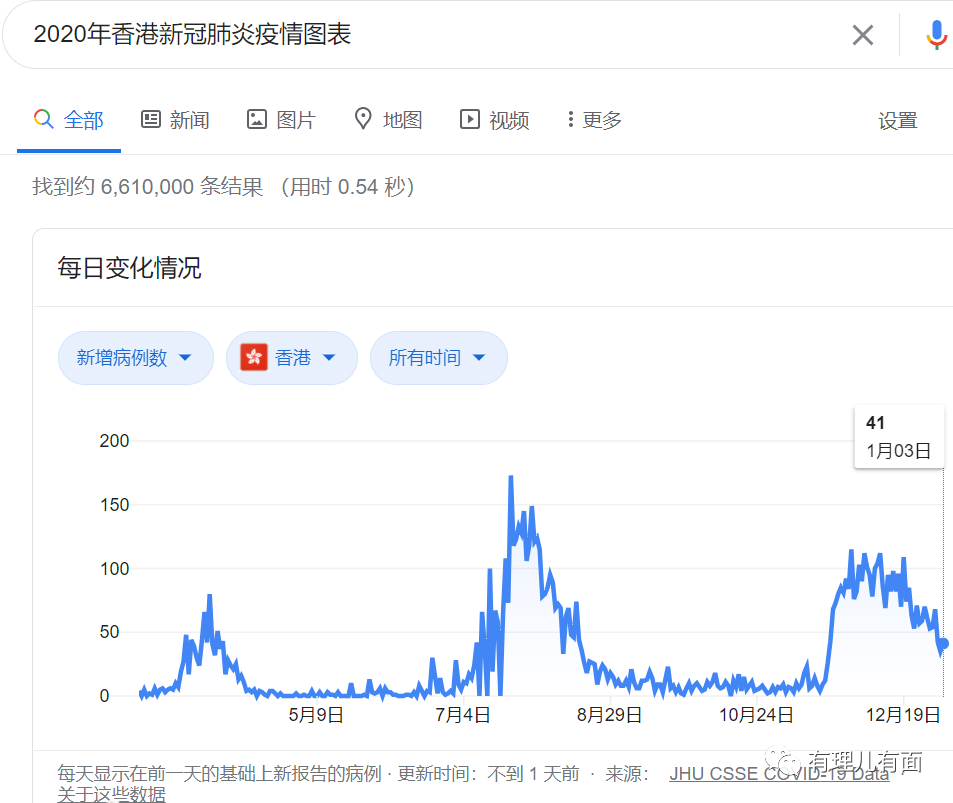 2020年香港新冠肺炎疫情图表
全部 新闻 图片 地图 视频 更多 设置
找到约 6,610,000 条结果 （用时 0.54 秒）
每日变化情况
新增病例数 香港 所有时间
41
1月03日
200
150
100
50
0
5月9日 7月4日 8月29日 10月24日 12月19日
每天显示在前一天的基础上新报告的病例 · 更新时间：不到 1 天前 · 来源： JHU CSSE COVID-19 Data
有理儿有面
关于这些数据